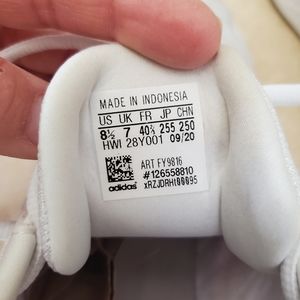 MADE IN INDONESIA
US UK FR JP CHN
8½ 7 40⅔ 255 250
HWI 28Y001 09/20
ART FY9816
#126558810
adidas xRZJDRHt00095